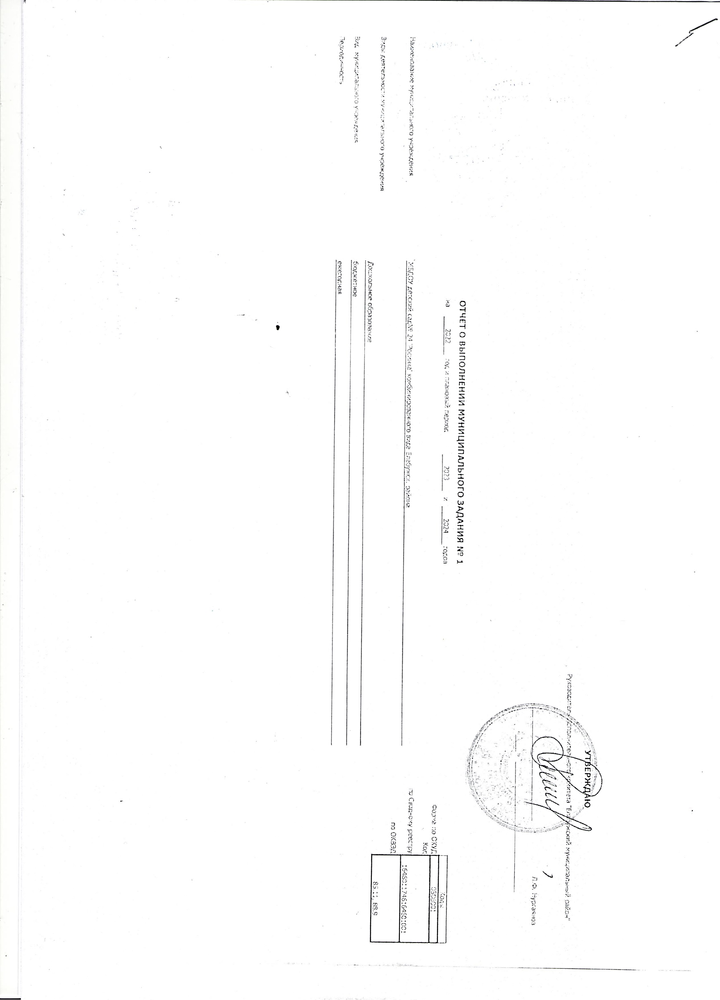 УТВЕРЖДАЮ
Руководитель Исполнительного комитета "Елабужский муниципальный район"
Л.Ф. Нургаянов
ОТЧЕТ О ВЫПОЛНЕНИИ МУНИЦИПАЛЬНОГО ЗАДАНИЯ № 1
на 2022 год и плановый период 2023 и 2024 годов
Коды
Форма по ОКУД 0506001
Код
Наименование муниципального учреждения МБДОУ детский сад№ 24 'Росинка' комбинированного вида Елабужск. района по Сводному реестру 1546011746164601001
Виды деятельности муниципального учреждения по ОКВЭД
Дошкольное образование 85.11, 88.9
Вид муниципального учреждения бюджетное
Периодичность ежегодная